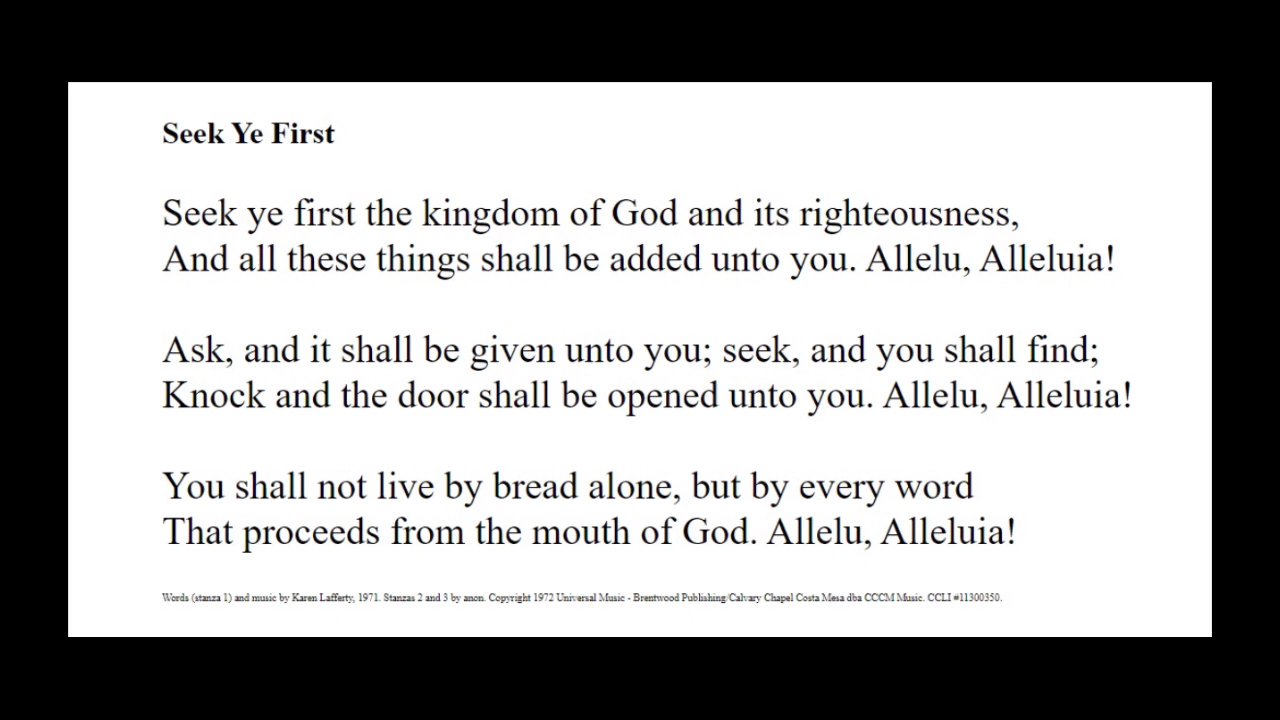 Seek Ye First
Seek ye first the kingdom of God and its righteousness,
And all these things shall be added unto you. Allelu, Alleluia!
Ask, and it shall be given unto you; seek, and you shall find;
Knock and the door shall be opened unto you. Allelu, Alleluia!
You shall not live by bread alone, but by every word
That proceeds from the mouth of God. Allelu, Alleluia!
Words (stanza 1) and music by Karen Lafferty, 1971. Stanzas 2 and 3 by anon. Copyright 1972 Universal Music - Brentwood Publishing/Calvary Chapel Costa Mesa dba CCCM Music. CCLI #11300350.